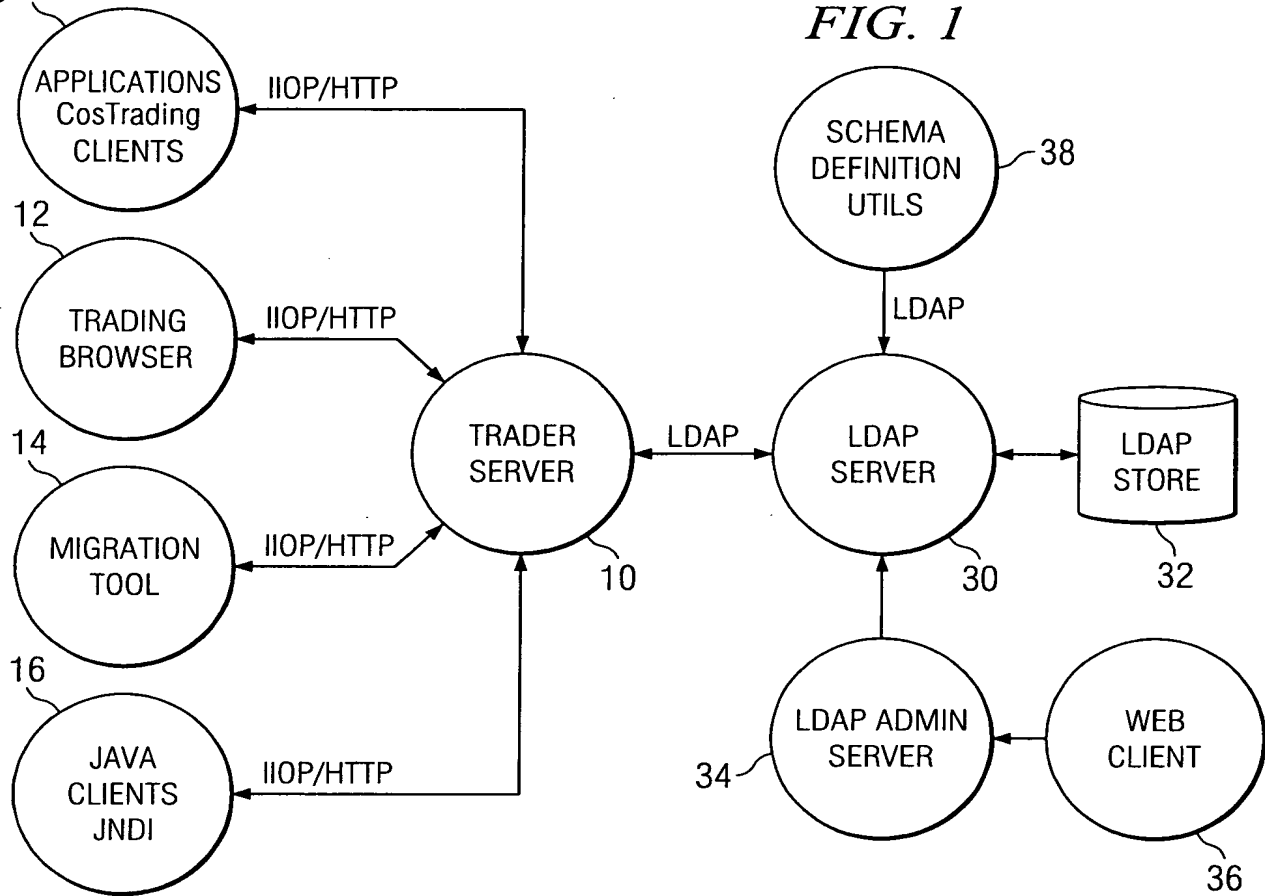 FIG. 1
APPLICATIONS
CosTrading
CLIENTS
IIOP/HTTP
12
TRADING
BROWSER
IIOP/HTTP
14
MIGRATION
TOOL
IIOP/HTTP
16
JAVA
CLIENTS
JNDI
IIOP/HTTP
TRADER
SERVER
10
LDAP
SCHEMA
DEFINITION
UTILS
38
LDAP
LDAP
SERVER
30
LDAP
STORE
32
LDAP ADMIN
SERVER
34
WEB
CLIENT
36